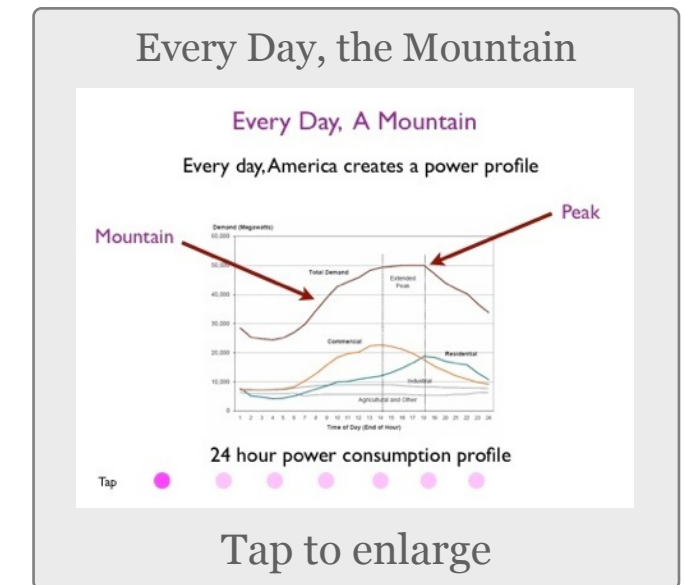 Every Day, the Mountain
Every Day, A Mountain
Every day, America creates a power profile
Peak
Mountain
Demand (Megawatts)
60,000
50,000
Total Demand
Extended
Peak
40,000
30,000
Commercial
20,000
Residential
Industrial
10,000
Agricultural and Other
0
1 2 3 4 5 6 7 8 9 10 11 12 13 14 15 16 17 18 19 20 21 22 23 24
Time of Day (End of Hour)
24 hour power consumption profile
Tap
Tap to enlarge